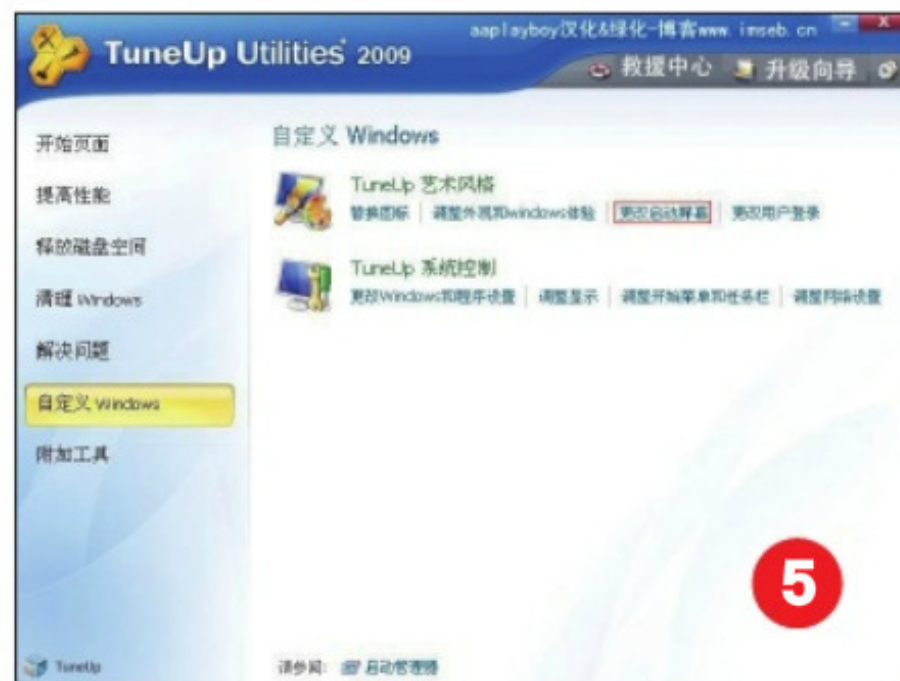 aaplayboy汉化&绿化-博客www.imseb.cn
TuneUp Utilities 2009
救援中心 升级向导
开始页面
提高性能
释放磁盘空间
清理 Windows
解决问题
自定义 Windows
附加工具
自定义 Windows
TuneUp 艺术风格
替换图标 调整外观和windows体验 更改启动屏幕 更改用户登录
TuneUp 系统控制
更改Windows和程序设置 调整显示 调整开始菜单和任务栏 调整网络设置
5
TuneUp
请参阅: 启动管理器